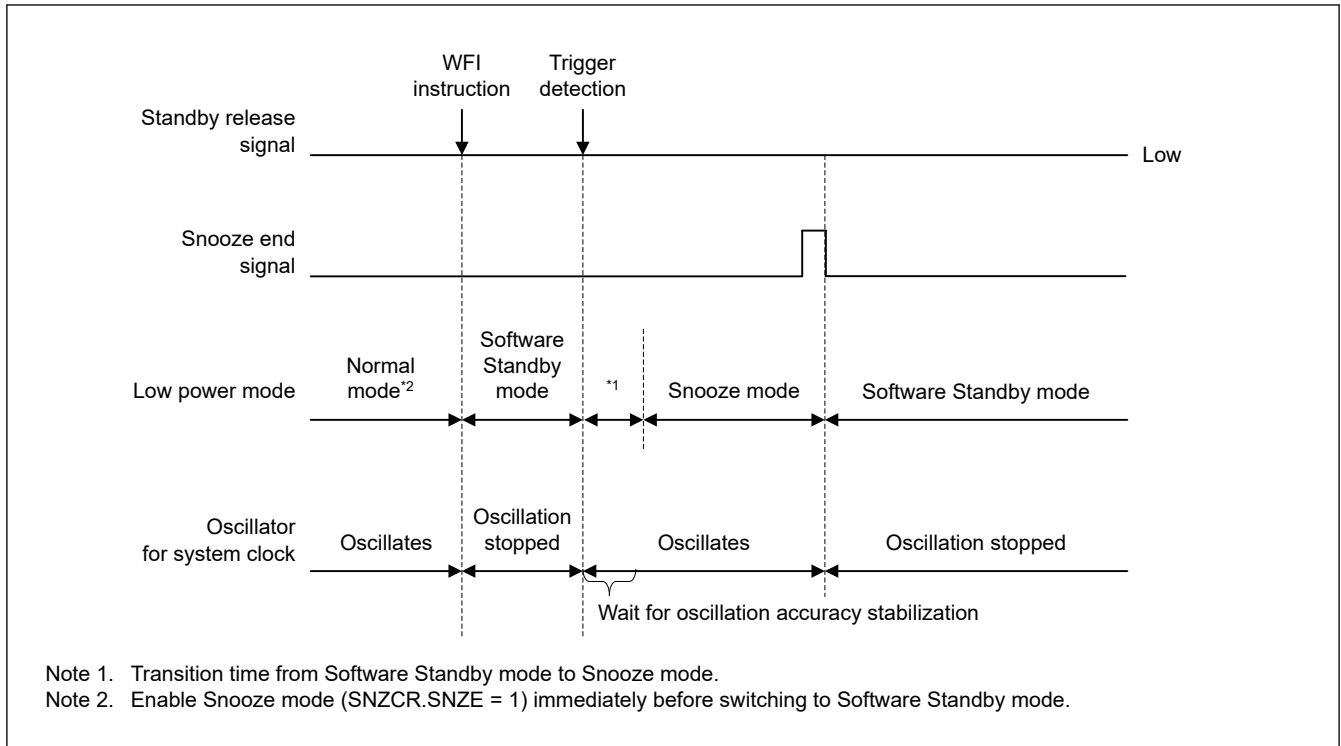 WFI
instruction
Trigger
detection
Standby release
signal
Low
Snooze end
signal
Low power mode
Normal
mode*2
Software
Standby
mode
*1
Snooze mode
Software Standby mode
Oscillator
for system clock
Oscillates
Oscillation
stopped
Oscillates
Oscillation stopped
Wait for oscillation accuracy stabilization
Note 1. Transition time from Software Standby mode to Snooze mode.
Note 2. Enable Snooze mode (SNZCR.SNZE = 1) immediately before switching to Software Standby mode.